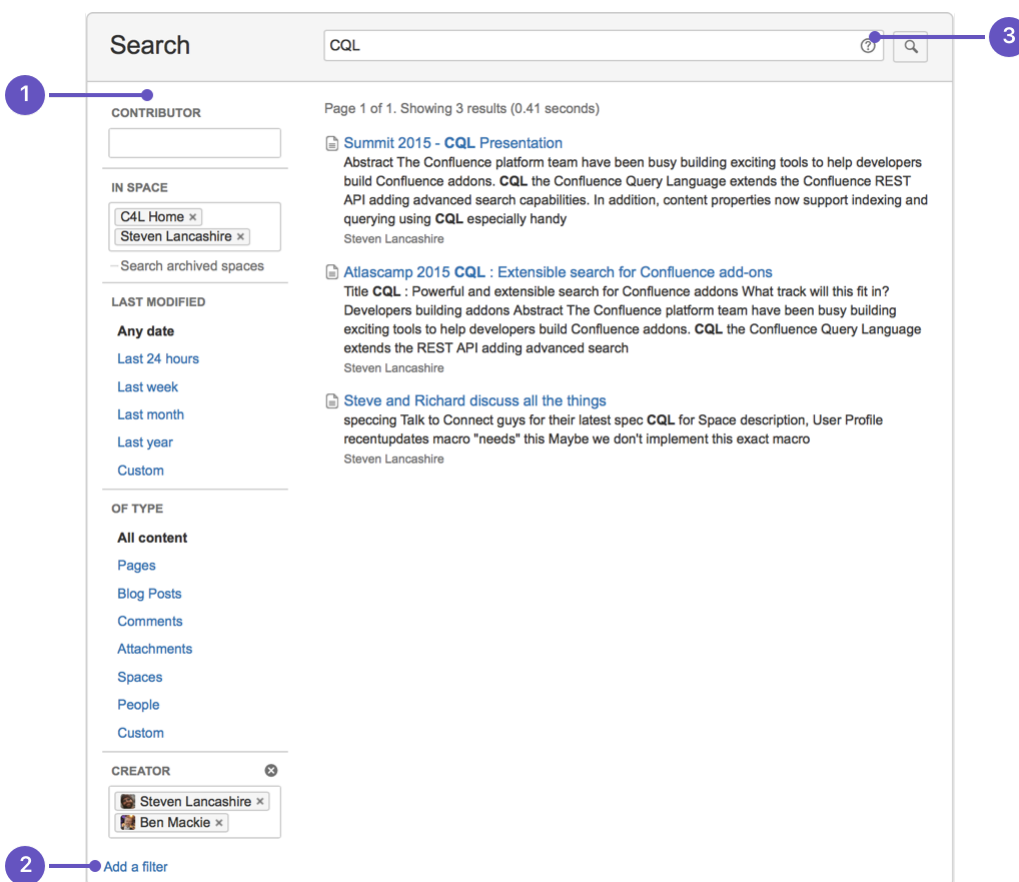 Search
CQL
?
3
1
CONTRIBUTOR
IN SPACE
C4L Home ×
Steven Lancashire ×
Search archived spaces
LAST MODIFIED
Any date
Last 24 hours
Last week
Last month
Last year
Custom
OF TYPE
All content
Pages
Blog Posts
Comments
Attachments
Spaces
People
Custom
CREATOR
Steven Lancashire ×
Ben Mackie ×
2
Add a filter
Page 1 of 1. Showing 3 results (0.41 seconds)
Summit 2015 - CQL Presentation
Abstract The Confluence platform team have been busy building exciting tools to help developers
build Confluence addons. CQL the Confluence Query Language extends the Confluence REST
API adding advanced search capabilities. In addition, content properties now support indexing and
querying using CQL especially handy
Steven Lancashire
Atlascamp 2015 CQL : Extensible search for Confluence add-ons
Title CQL : Powerful and extensible search for Confluence addons What track will this fit in?
Developers building addons Abstract The Confluence platform team have been busy building
exciting tools to help developers build Confluence addons. CQL the Confluence Query Language
extends the REST API adding advanced search
Steven Lancashire
Steve and Richard discuss all the things
speccing Talk to Connect guys for their latest spec CQL for Space description, User Profile
recentupdates macro "needs" this Maybe we don't implement this exact macro
Steven Lancashire